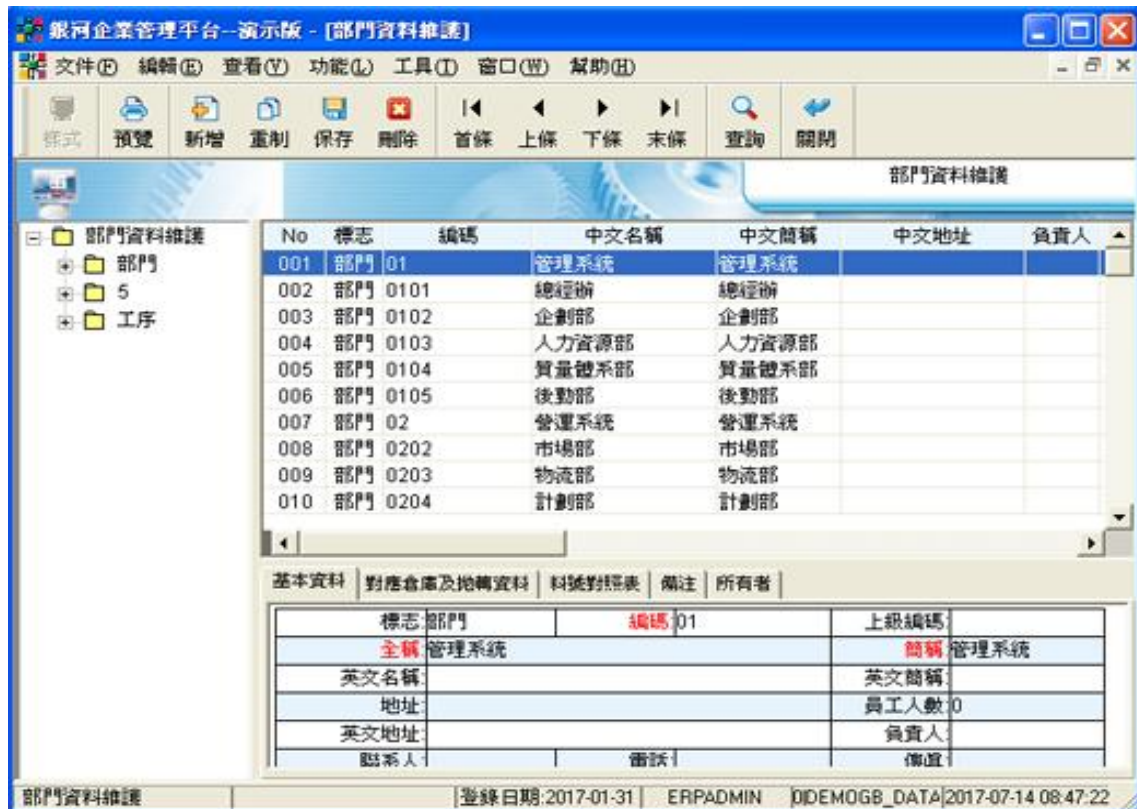 銀河企業管理平台--演示版 - [部門資料維護]
文件(F) 編輯(E) 查看(V) 功能(L) 工具(T) 窗口(W) 幫助(H)
樣式 預覽 新增 重制 保存 刪除 首條 上條 下條 末條 查詢 關閉
部門資料維護
部門資料維護
部門
5
工序
No 標志 編碼 中文名稱 中文簡稱 中文地址 負責人
001 部門 01 管理系統 管理系統
002 部門 0101 總經辦 總經辦
003 部門 0102 企劃部 企劃部
004 部門 0103 人力資源部 人力資源部
005 部門 0104 質量體系部 質量體系部
006 部門 0105 後勤部 後勤部
007 部門 02 營運系統 營運系統
008 部門 0202 市場部 市場部
009 部門 0203 物流部 物流部
010 部門 0204 計劃部 計劃部
基本資料 對應倉庫及拋轉資料 料號對照表 備注 所有者
標志: 部門 編碼: 01 上級編碼:
全稱: 管理系統 簡稱: 管理系統
英文名稱: 英文簡稱:
地址: 員工人數: 0
英文地址: 負責人:
聯系人: 電話: 傳真:
部門資料維護 登錄日期:2017-01-31 ERPADMIN 0IDEMOGB_DATA 2017-07-14 08:47:22